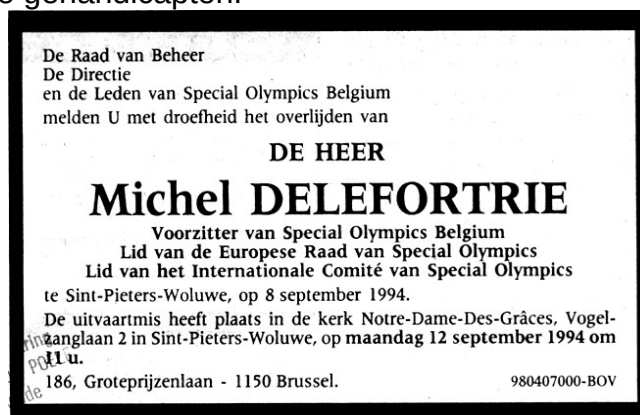 De Raad van Beheer
De Directie
en de Leden van Special Olympics Belgium
melden U met droefheid het overlijden van
DE HEER
Michel DELEFORTRIE
Voorzitter van Special Olympics Belgium
Lid van de Europese Raad van Special Olympics
Lid van het Internationale Comité van Special Olympics
te Sint-Pieters-Woluwe, op 8 september 1994.
De uitvaartmis heeft plaats in de kerk Notre-Dame-Des-Grâces, Vogel-
zanglaan 2 in Sint-Pieters-Woluwe, op maandag 12 september 1994 om
11 u.
186, Groteprijzenlaan - 1150 Brussel.
980407000-BOV